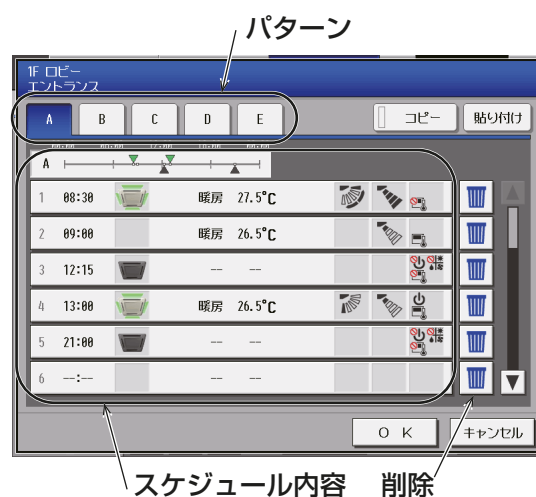 パターン
1F ロビー
エントランス
A B C D E コピー 貼り付け
A
1 08:30 暖房 27.5°C
2 09:00 暖房 26.5°C
3 12:15 -- --
4 13:00 暖房 26.5°C
5 21:00 -- --
6 --:--
O K キャンセル
スケジュール内容 削除